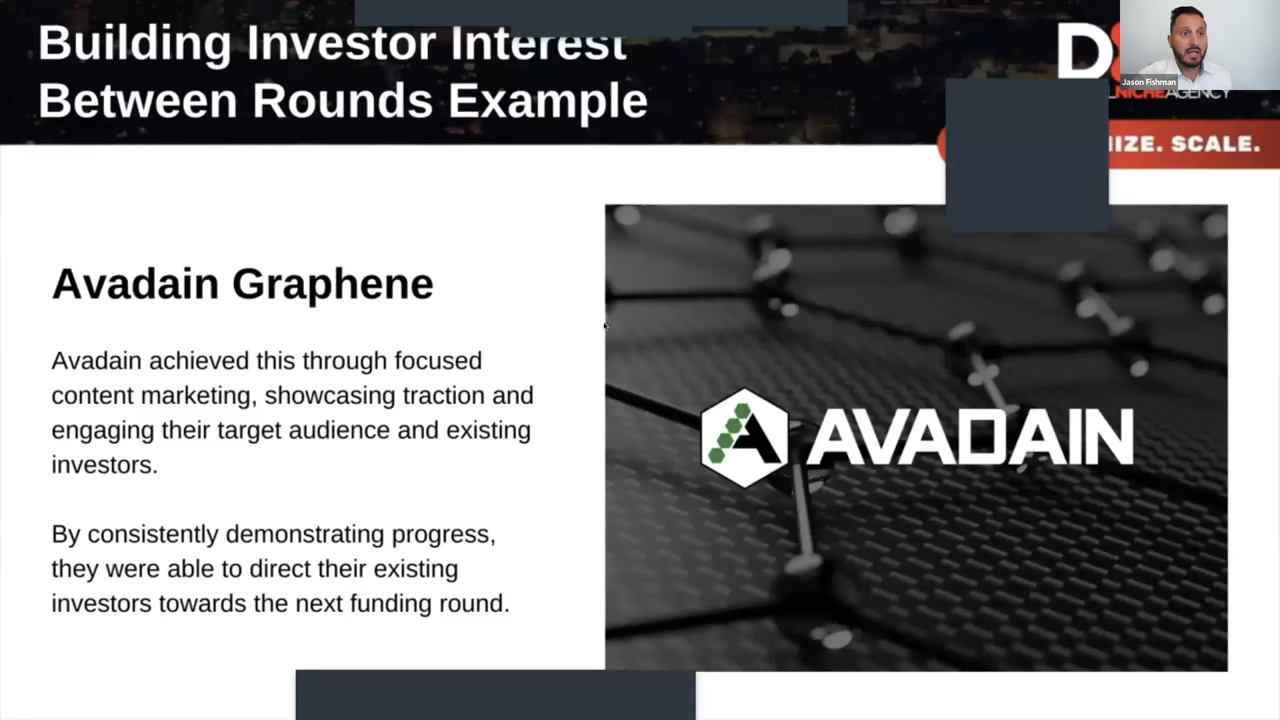 Building Investor Interest
Between Rounds Example
D
Jason Fishman
NICHEAGENCY
IZE. SCALE.
Avadain Graphene
Avadain achieved this through focused
content marketing, showcasing traction and
engaging their target audience and existing
investors.
By consistently demonstrating progress,
they were able to direct their existing
investors towards the next funding round.
A AVADAIN